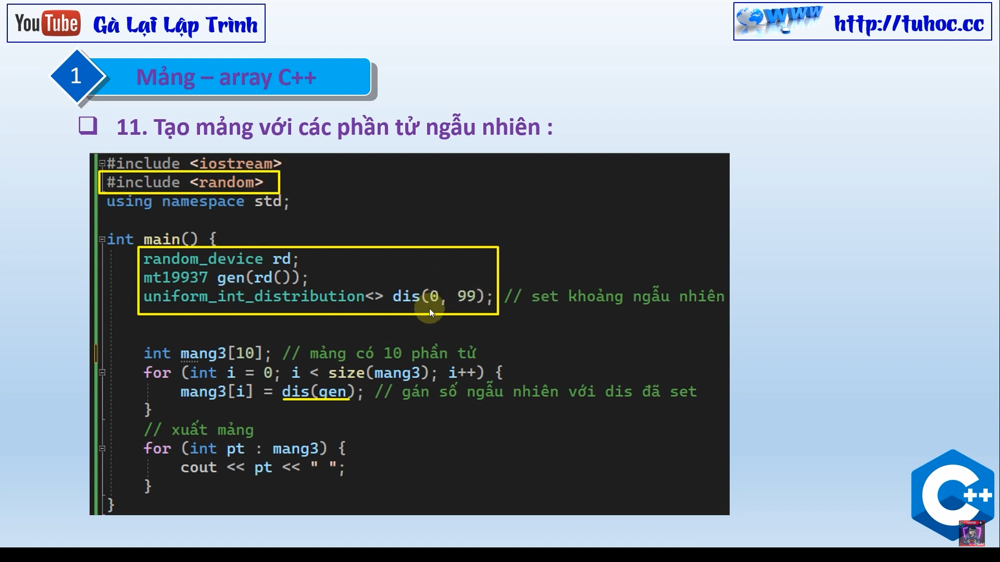 YouTube Gà Lại Lập Trình
WWW http://tuhoc.cc
1 Mảng – array C++
11. Tạo mảng với các phần tử ngẫu nhiên :
#include <iostream>
#include <random>
using namespace std;
int main() {
random_device rd;
mt19937 gen(rd());
uniform_int_distribution<> dis(0, 99); // set khoảng ngẫu nhiên
int mang3[10]; // mảng có 10 phần tử
for (int i = 0; i < size(mang3); i++) {
mang3[i] = dis(gen); // gán số ngẫu nhiên với dis đã set
}
// xuất mảng
for (int pt : mang3) {
cout << pt << " ";
}
}
C++
Click!